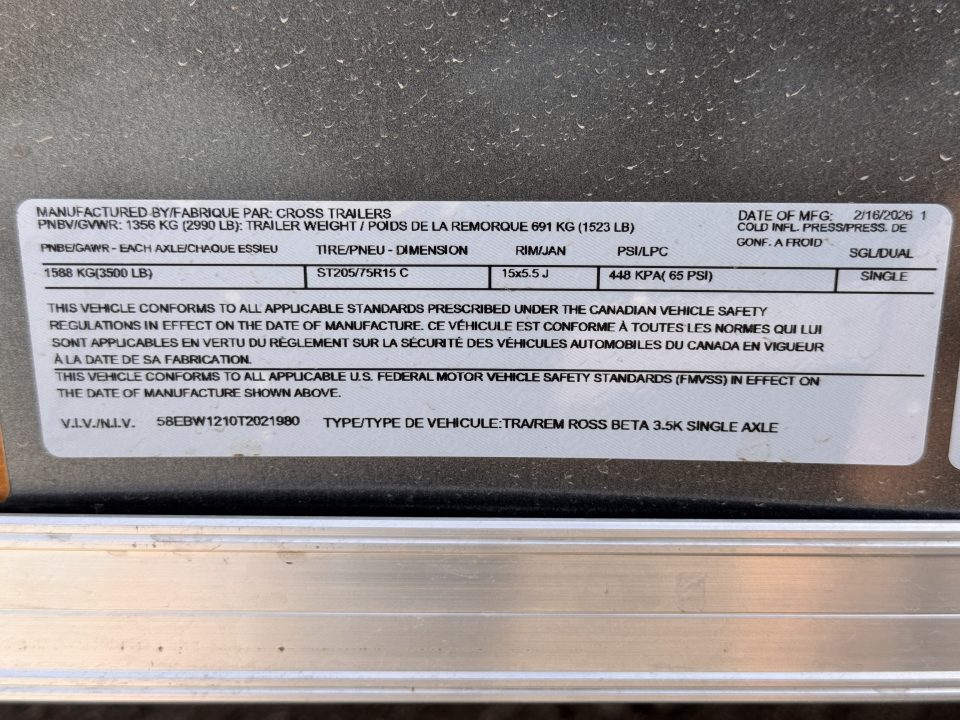 MANUFACTURED BY/FABRIQUE PAR: CROSS TRAILERS DATE OF MFG: 2/16/2026 1
PNBV/GVWR: 1356 KG (2990 LB): TRAILER WEIGHT / POIDS DE LA REMORQUE 691 KG (1523 LB) COLD INFL. PRESS/PRESS. DE
GONF. A FROID
PNBE/GAWR - EACH AXLE/CHAQUE ESSIEU TIRE/PNEU - DIMENSION RIM/JAN PSI/LPC SGL/DUAL
1588 KG(3500 LB) ST205/75R15 C 15x5.5 J 448 KPA( 65 PSI) SINGLE
THIS VEHICLE CONFORMS TO ALL APPLICABLE STANDARDS PRESCRIBED UNDER THE CANADIAN VEHICLE SAFETY
REGULATIONS IN EFFECT ON THE DATE OF MANUFACTURE. CE VÉHICULE EST CONFORME À TOUTES LES NORMES QUI LUI
SONT APPLICABLES EN VERTU DU RÈGLEMENT SUR LA SÉCURITÉ DES VÉHICULES AUTOMOBILES DU CANADA EN VIGUEUR
À LA DATE DE SA FABRICATION.
THIS VEHICLE CONFORMS TO ALL APPLICABLE U.S. FEDERAL MOTOR VEHICLE SAFETY STANDARDS (FMVSS) IN EFFECT ON
THE DATE OF MANUFACTURE SHOWN ABOVE.
V.I.V./N.I.V. 58EBW1210T2021980 TYPE/TYPE DE VEHICULE:TRA/REM ROSS BETA 3.5K SINGLE AXLE